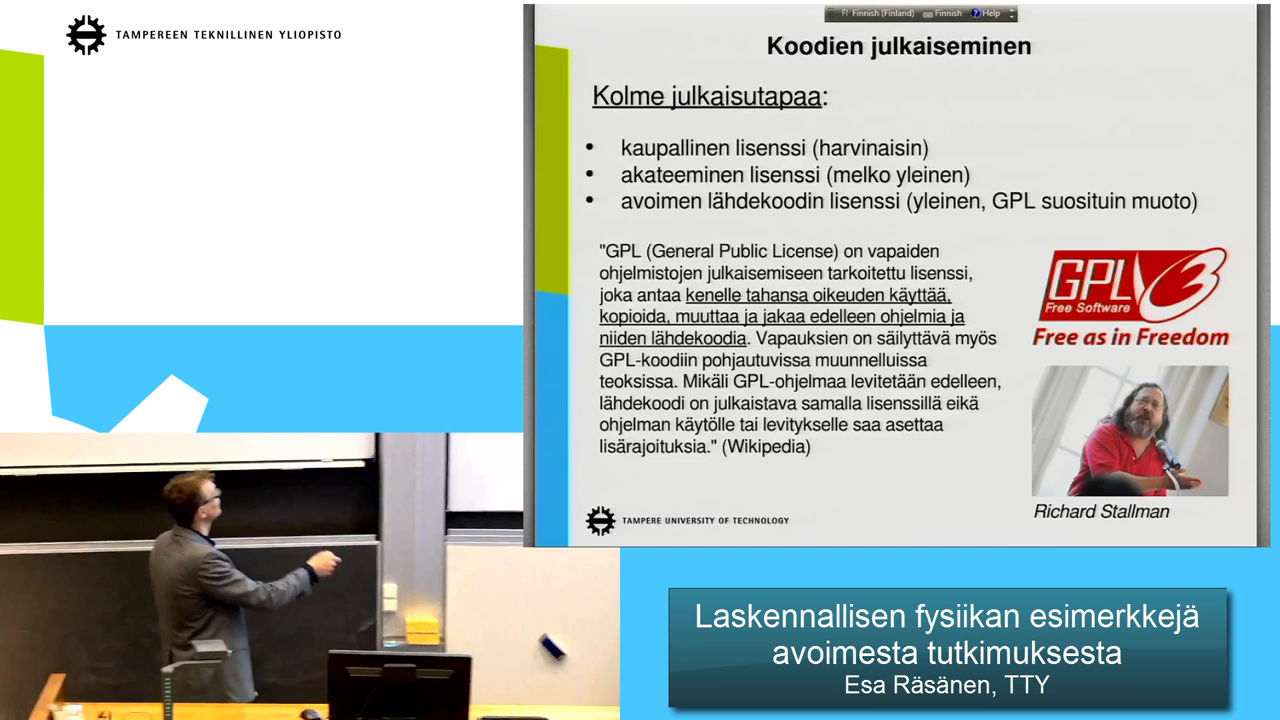 TAMPEREEN TEKNILLINEN YLIOPISTO
FI Finnish (Finland) Finnish Help
Koodien julkaiseminen
Kolme julkaisutapaa:
• kaupallinen lisenssi (harvinaisin)
• akateeminen lisenssi (melko yleinen)
• avoimen lähdekoodin lisenssi (yleinen, GPL suosituin muoto)
"GPL (General Public License) on vapaiden
ohjelmistojen julkaisemiseen tarkoitettu lisenssi,
joka antaa kenelle tahansa oikeuden käyttää,
kopioida, muuttaa ja jakaa edelleen ohjelmia ja
niiden lähdekoodia. Vapauksien on säilyttävä myös
GPL-koodiin pohjautuvissa muunnelluissa
teoksissa. Mikäli GPL-ohjelmaa levitetään edelleen,
lähdekoodi on julkaistava samalla lisenssillä eikä
ohjelman käytölle tai levitykselle saa asettaa
lisärajoituksia." (Wikipedia)
GPL v3
Free Software
Free as in Freedom
Richard Stallman
TAMPERE UNIVERSITY OF TECHNOLOGY
Laskennallisen fysiikan esimerkkejä
avoimesta tutkimuksesta
Esa Räsänen, TTY